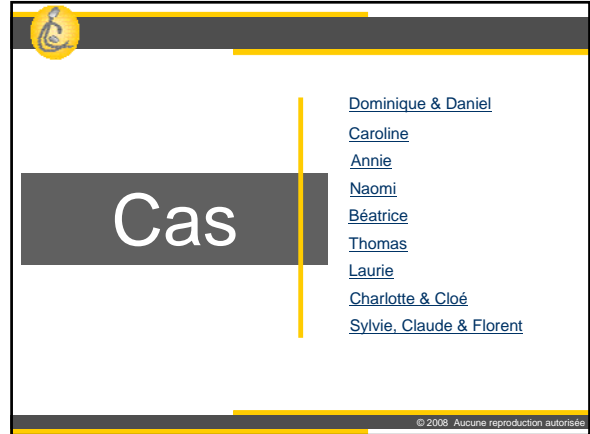 Cas
Dominique & Daniel
Caroline
Annie
Naomi
Béatrice
Thomas
Laurie
Charlotte & Cloé
Sylvie, Claude & Florent
© 2008 Aucune reproduction autorisée